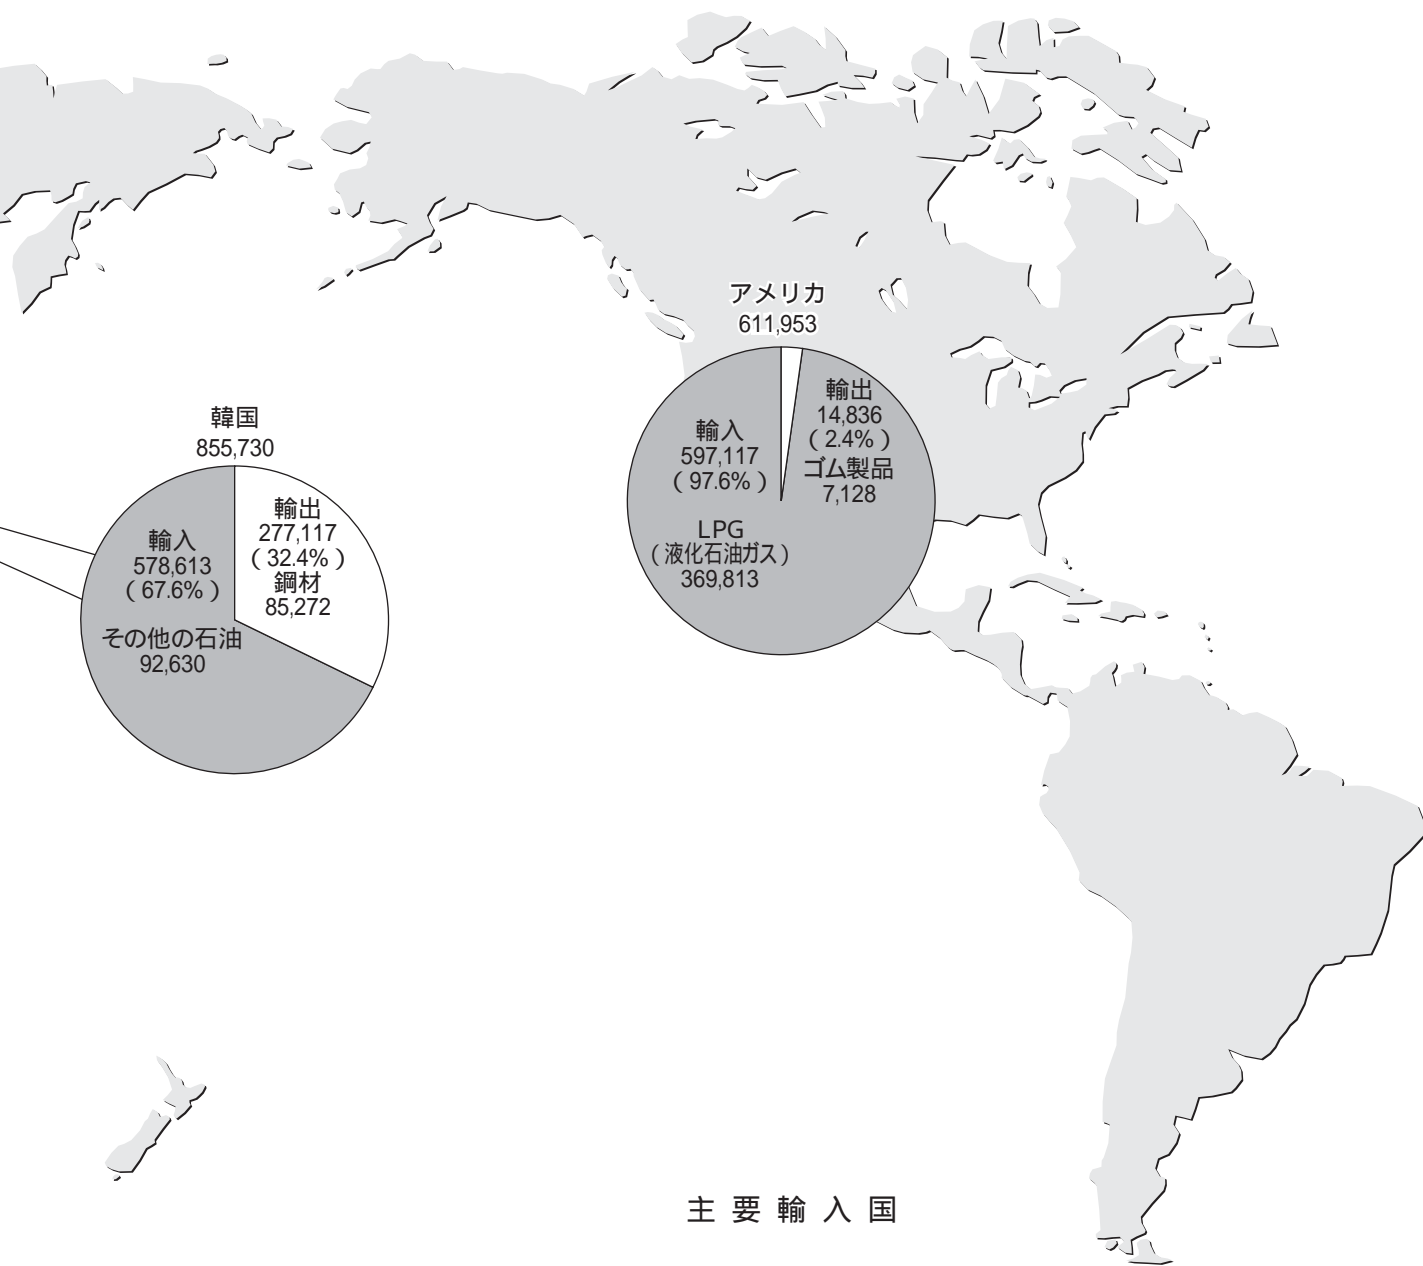 アメリカ
611,953
輸出
14,836
（2.4%）
ゴム製品
7,128
輸入
597,117
（97.6%）
LPG
（液化石油ガス）
369,813
韓国
855,730
輸出
277,117
（32.4%）
鋼材
85,272
輸入
578,613
（67.6%）
その他の石油
92,630
主要輸入国